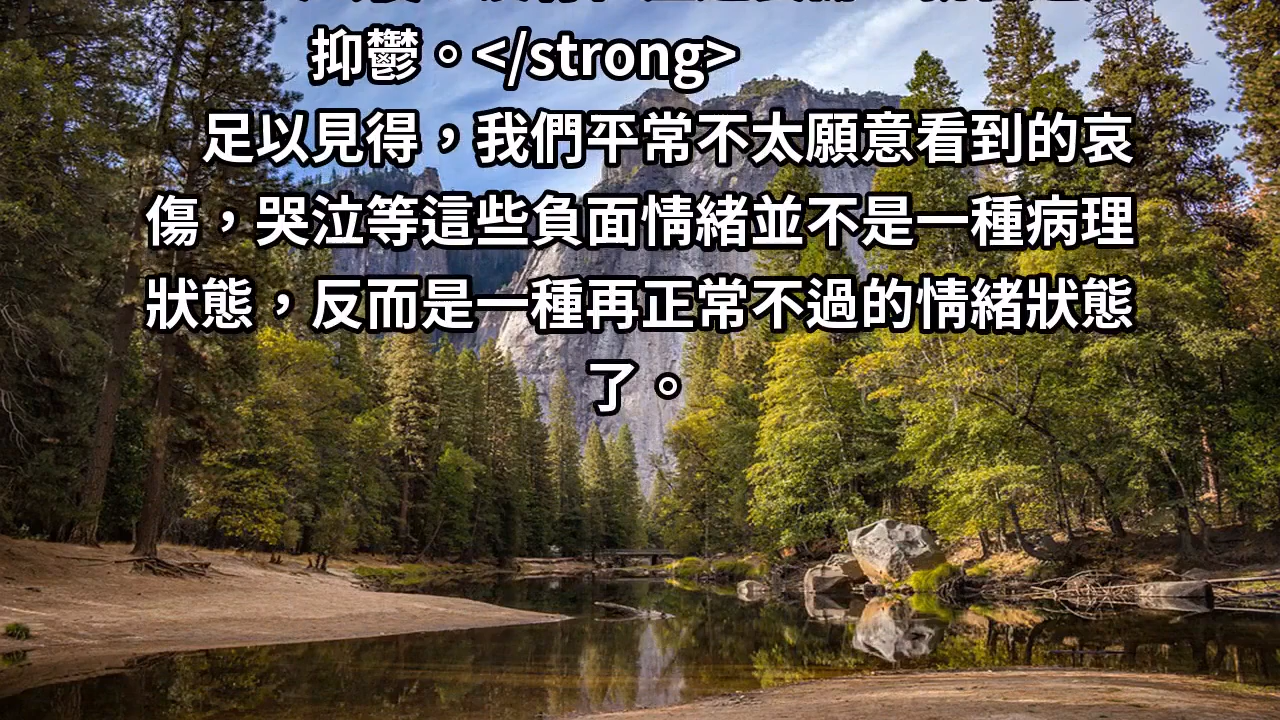 抑鬱。</strong>
足以見得，我們平常不太願意看到的哀
傷，哭泣等這些負面情緒並不是一種病理
狀態，反而是一種再正常不過的情緒狀態
了。